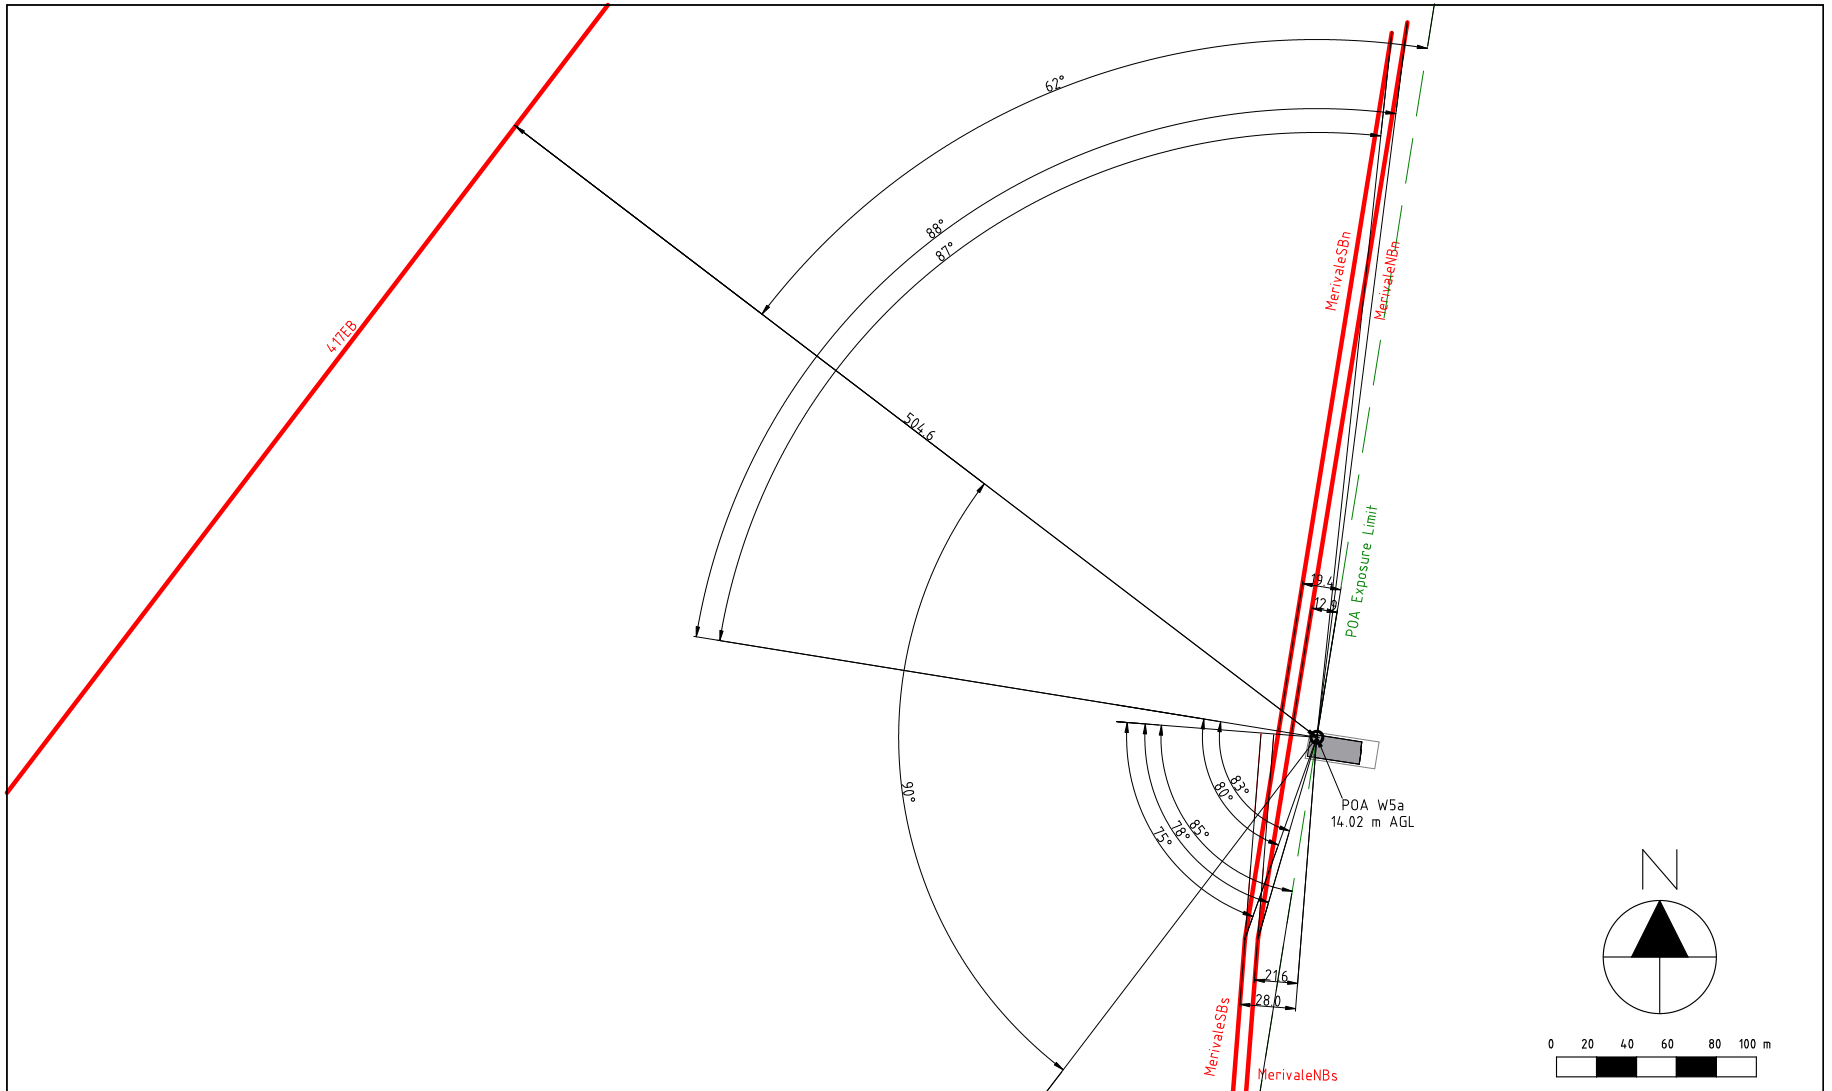 62°
88°
87°
MerivaleSBn
MerivaleNBn
417EB
504.6
POA Exposure Limit
19.4
12.9
90°
83°
80°
85°
78°
75°
POA W5a
14.02 m AGL
N
21.6
28.0
MerivaleSBs
MerivaleNBs
0 20 40 60 80 100 m